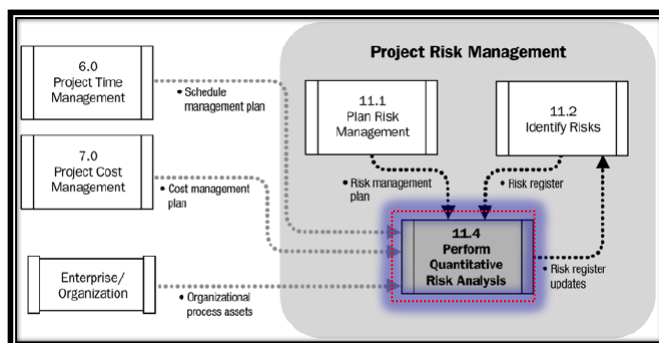 Project Risk Management
6.0
Project Time
Management
• Schedule
management plan
11.1
Plan Risk
Management
11.2
Identify Risks
7.0
Project Cost
Management
• Cost management
plan
• Risk management
plan
• Risk register
11.4
Perform
Quantitative
Risk Analysis
• Risk register
updates
Enterprise/
Organization
• Organizational
process assets